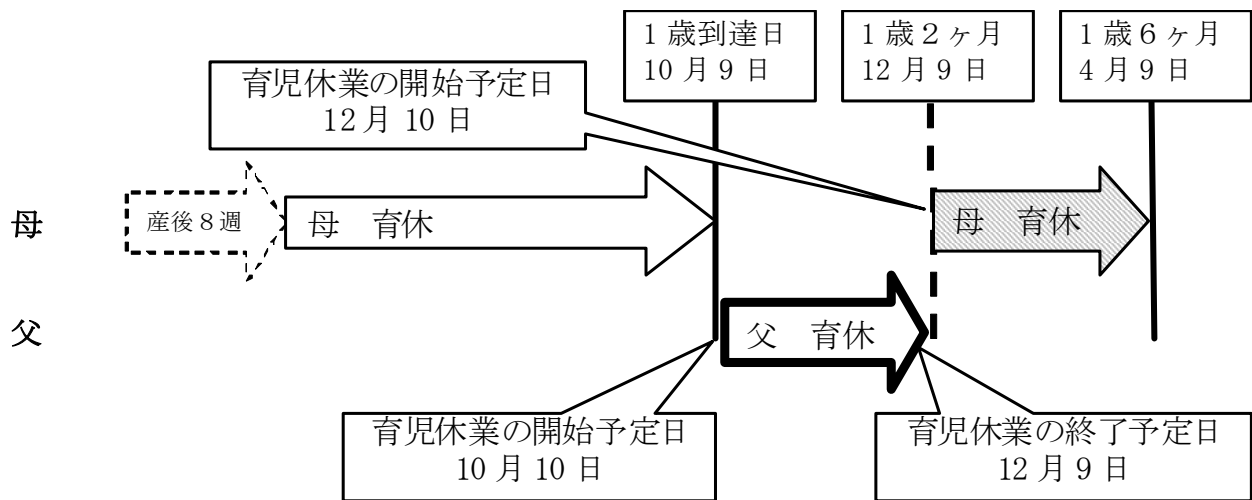 1歳到達日
10月9日
1歳2ヶ月
12月9日
1歳6ヶ月
4月9日
育児休業の開始予定日
12月10日
母
産後8週
母　育休
母　育休
父
父　育休
育児休業の開始予定日
10月10日
育児休業の終了予定日
12月9日